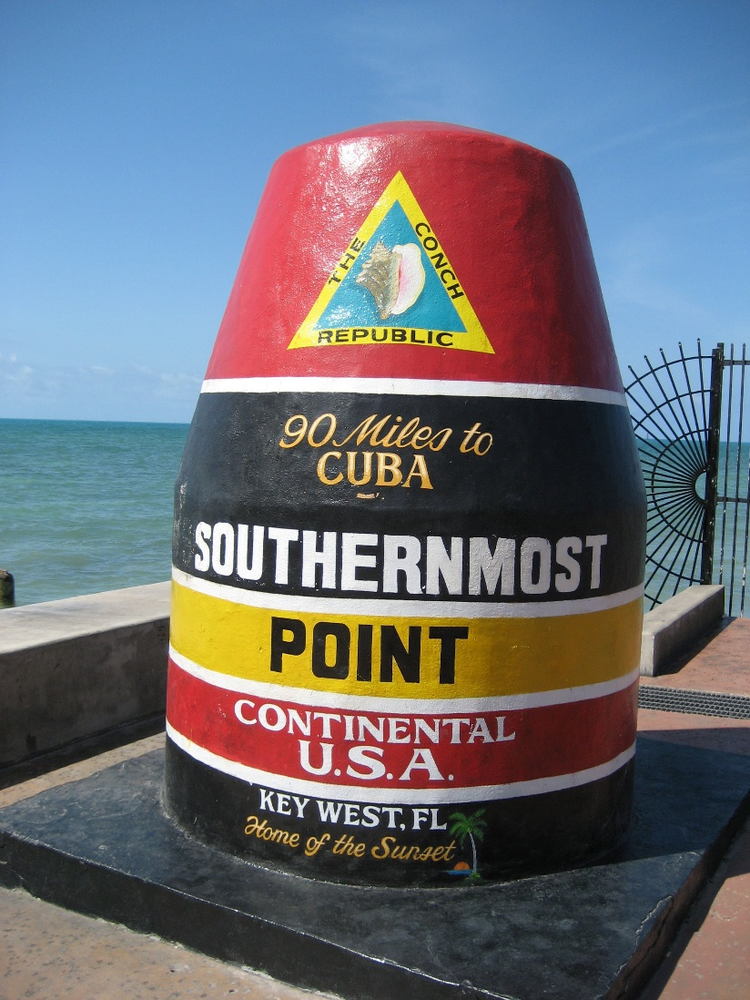 THE CONCH
REPUBLIC
90 Miles to
CUBA
SOUTHERNMOST
POINT
CONTINENTAL
U.S.A.
KEY WEST, FL
Home of the Sunset